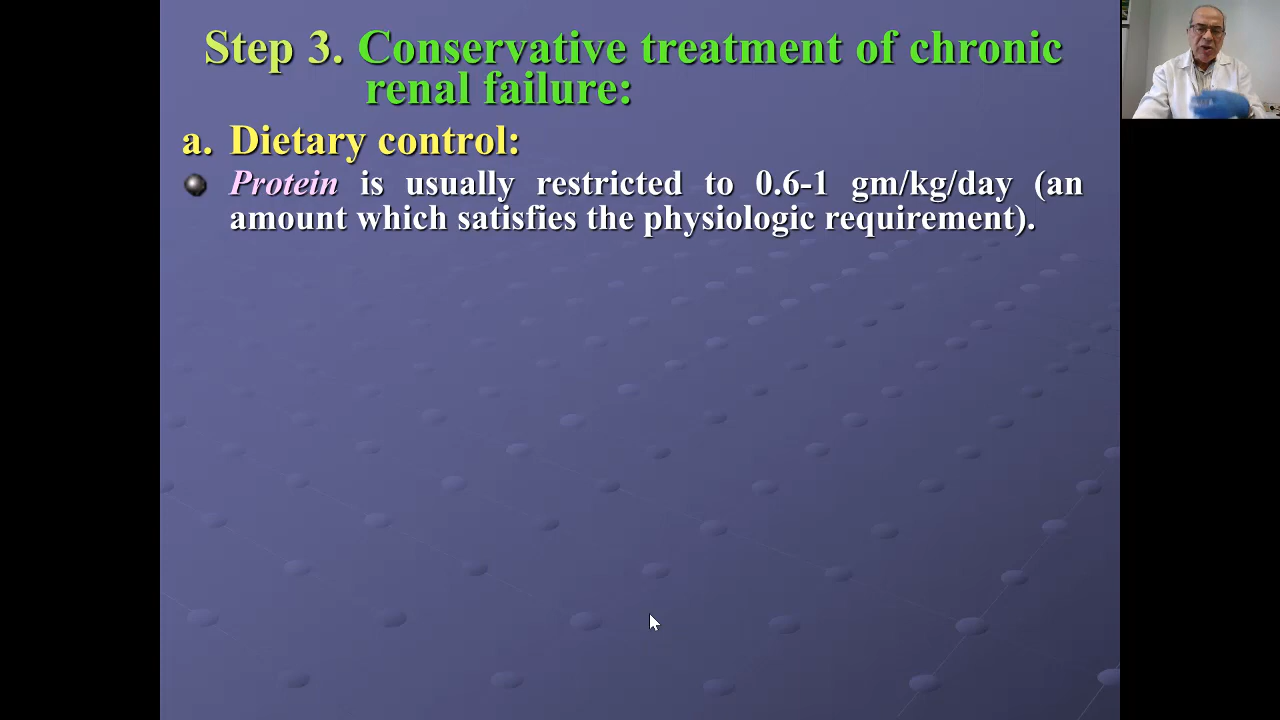 Step 3. Conservative treatment of chronic
renal failure:
a. Dietary control:
Protein is usually restricted to 0.6-1 gm/kg/day (an
amount which satisfies the physiologic requirement).